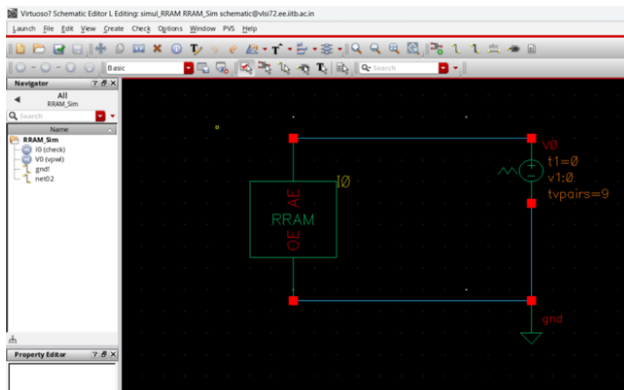 Virtuoso? Schematic Editor L Editing: simul_RRAM RRAM_Sim schematic@vlsi72.ee.iitb.ac.in
Launch File Edit View Create Check Options Window PVS Help
Basic
Search
Navigator
All
RRAM_Sim
Search
Name
RRAM_Sim
I0 (check)
V0 (vpwl)
gnd!
net02
Property Editor
I0
AE
RRAM
OE
V0
t1=0
v1:0
tvpairs=9
gnd